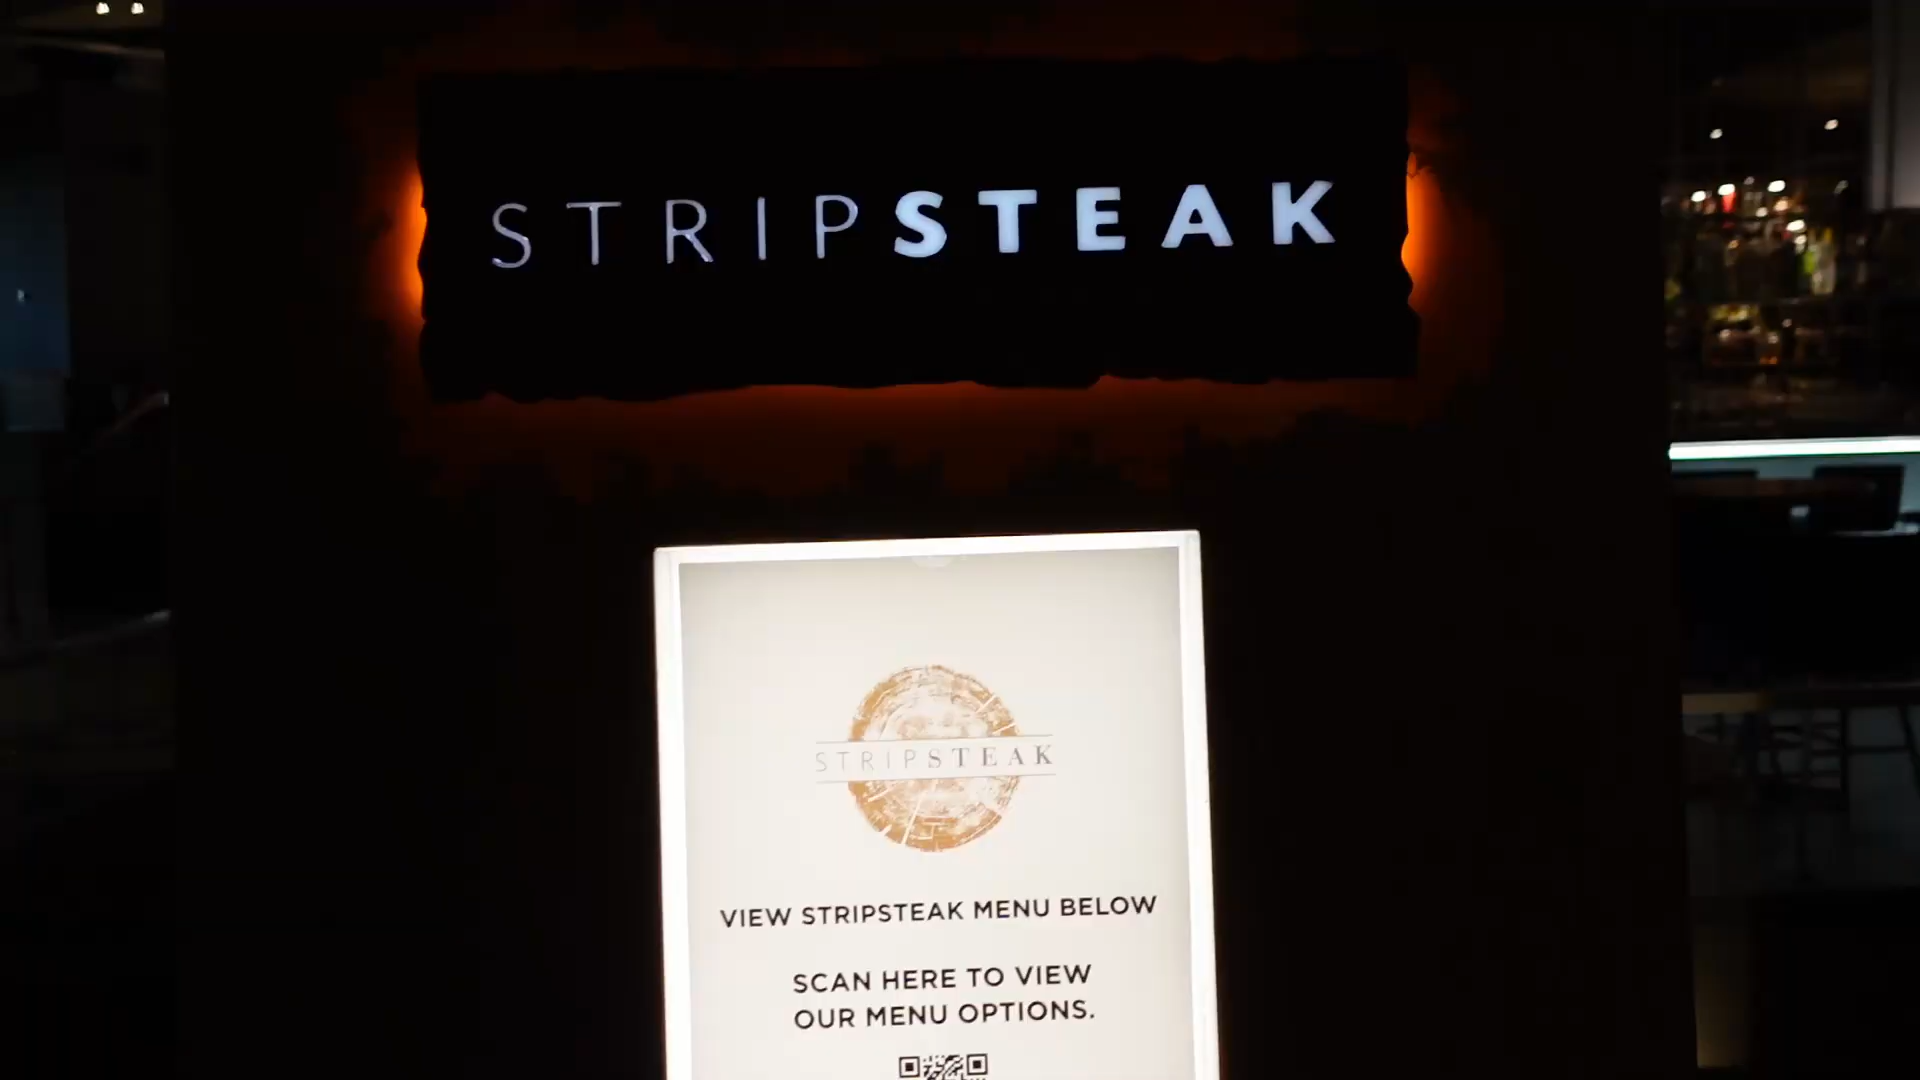 STRIPSTEAK
STRIPSTEAK
VIEW STRIPSTEAK MENU BELOW
SCAN HERE TO VIEW
OUR MENU OPTIONS.